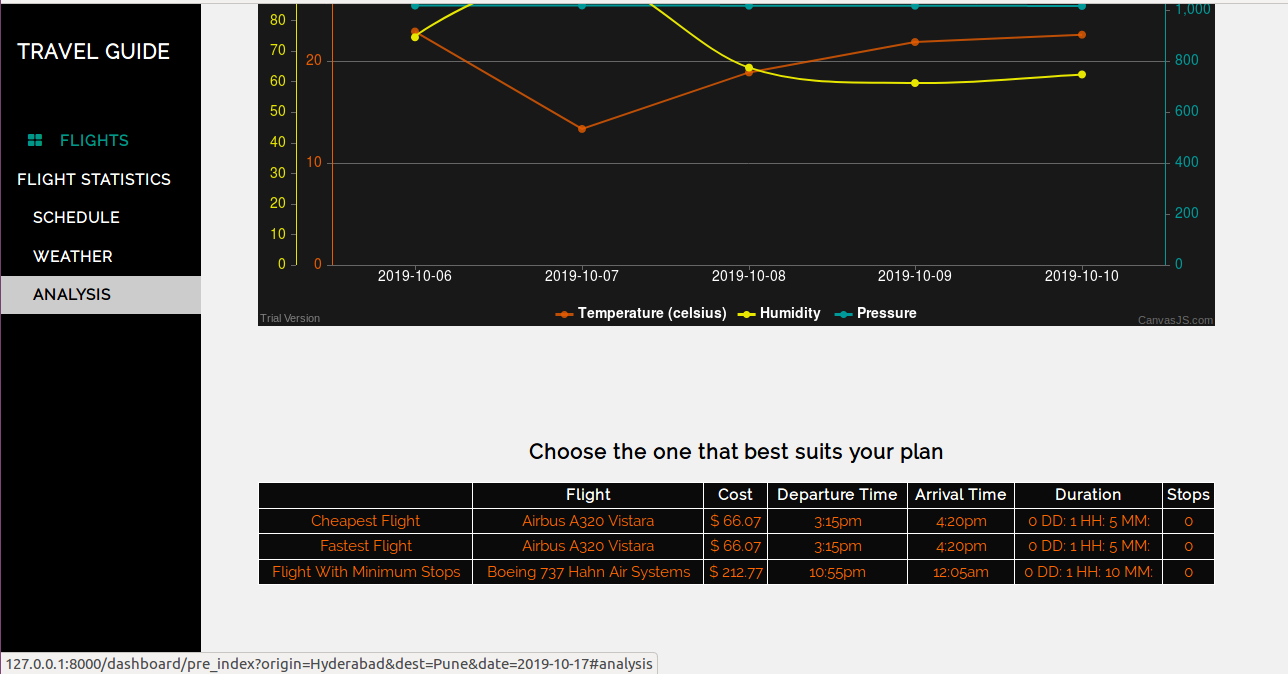 TRAVEL GUIDE
FLIGHTS
FLIGHT STATISTICS
SCHEDULE
WEATHER
ANALYSIS
80
70
60
50
40
30
20
10
0
20
10
0
1,000
800
600
400
200
0
2019-10-06 2019-10-07 2019-10-08 2019-10-09 2019-10-10
Temperature (celsius) Humidity Pressure
Trial Version CanvasJS.com
Choose the one that best suits your plan
Flight Cost Departure Time Arrival Time Duration Stops
Cheapest Flight Airbus A320 Vistara $ 66.07 3:15pm 4:20pm 0 DD: 1 HH: 5 MM: 0
Fastest Flight Airbus A320 Vistara $ 66.07 3:15pm 4:20pm 0 DD: 1 HH: 5 MM: 0
Flight With Minimum Stops Boeing 737 Hahn Air Systems $ 212.77 10:55pm 12:05am 0 DD: 1 HH: 10 MM: 0
127.0.0.1:8000/dashboard/pre_index?origin=Hyderabad&dest=Pune&date=2019-10-17#analysis